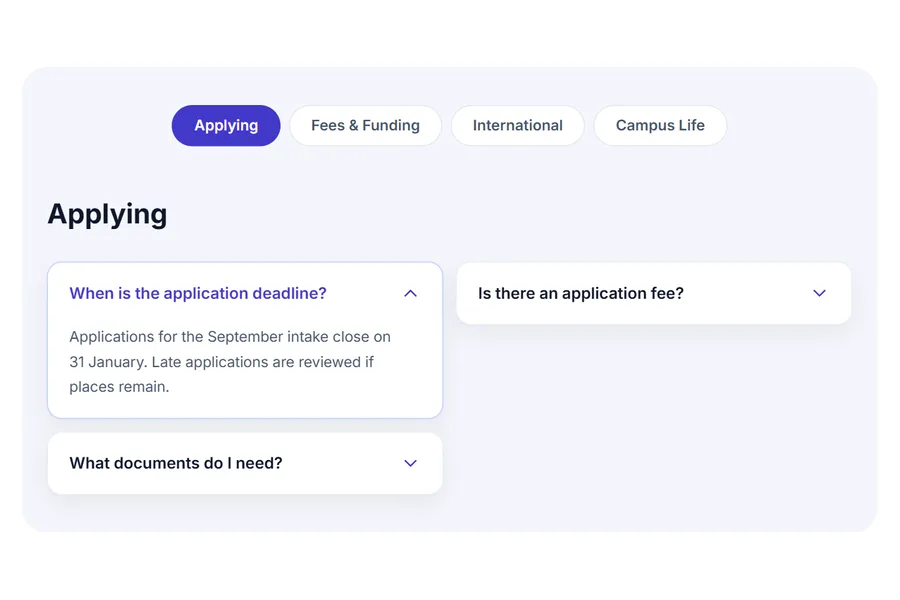 Applying
Fees & Funding
International
Campus Life
Applying
When is the application deadline?
Applications for the September intake close on
31 January. Late applications are reviewed if
places remain.
Is there an application fee?
What documents do I need?